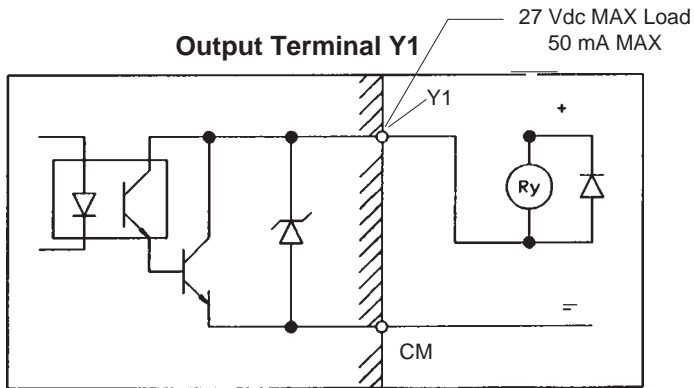 27 Vdc MAX Load
50 mA MAX
Output Terminal Y1
Y1
+
Ry
=
CM